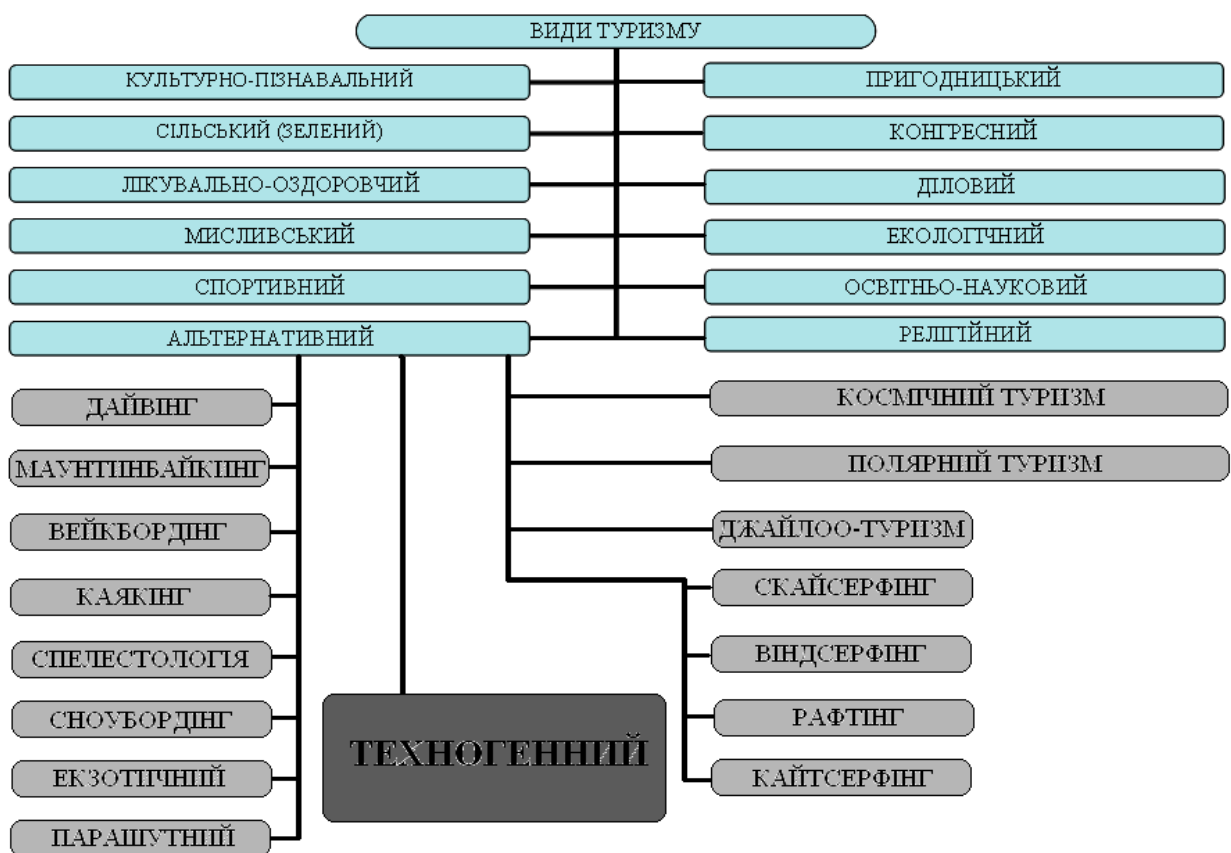 ВИДИ ТУРИЗМУ
КУЛЬТУРНО-ПІЗНАВАЛЬНИЙ
ПРИГОДНИЦЬКИЙ
СІЛЬСЬКИЙ (ЗЕЛЕНИЙ)
КОНГРЕСНИЙ
ЛІКУВАЛЬНО-ОЗДОРОВЧИЙ
ДІЛОВИЙ
МИСЛИВСЬКИЙ
ЕКОЛОГІЧНИЙ
СПОРТИВНИЙ
ОСВІТНЬО-НАУКОВИЙ
АЛЬТЕРНАТИВНИЙ
РЕЛІГІЙНИЙ
ДАЙВІНГ
МАУНТИНБАЙКИНГ
ВЕЙКБОРДІНГ
КАЯКІНГ
СПЕЛЕСТОЛОГІЯ
СНОУБОРДІНГ
ЕКЗОТИЧНИЙ
ПАРАШУТНИЙ
ТЕХНОГЕННИЙ
КОСМІЧНИЙ ТУРИЗМ
ПОЛЯРНИЙ ТУРИЗМ
ДЖАЙЛОО-ТУРИЗМ
СКАЙСЕРФІНГ
ВІНДСЕРФІНГ
РАФТІНГ
КАЙТСЕРФІНГ